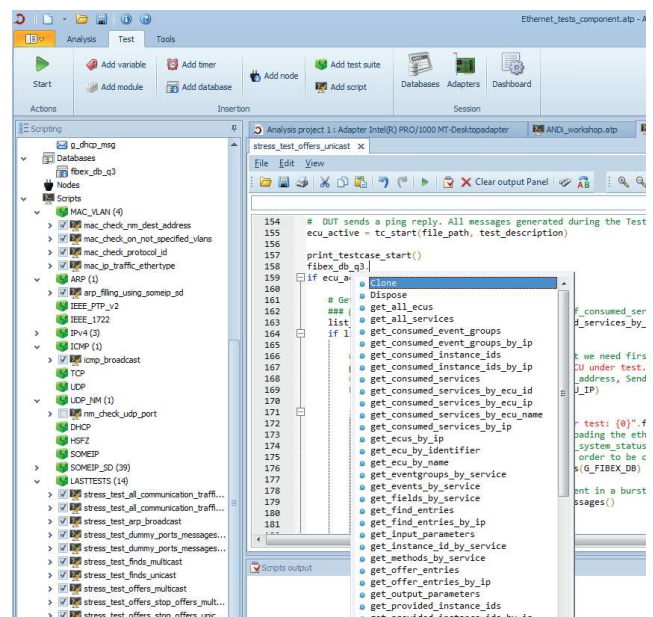 Ethernet_tests_component.atp - A
Analysis Test Tools
Start
Add variable
Add timer
Add node
Add test suite
Add module
Add database
Add script
Databases Adapters Dashboard
Actions
Insertion
Session
Scripting
g_dhcp_msg
Databases
fibex_db_q3
Nodes
Scripts
MAC_VLAN (4)
mac_check_nm_dest_address
mac_check_on_not_specified_vlans
mac_check_protocol_id
mac_ip_traffic_ethertype
ARP (1)
arp_filling_using_someip_sd
IEEE_PTP_v2
IEEE_1722
IPv4 (3)
ICMP (1)
icmp_broadcast
TCP
UDP
UDP_NM (1)
nm_check_udp_port
DHCP
HSFZ
SOMEIP
SOMEIP_SD (39)
LASTTESTS (14)
stress_test_all_communication_traffi...
stress_test_all_communication_traffi...
stress_test_arp_broadcast
stress_test_dummy_ports_messages...
stress_test_dummy_ports_messages...
stress_test_finds_multicast
stress_test_finds_unicast
stress_test_offers_multicast
stress_test_offers_stop_offers_mult...
stress_test_offers_stop_offers_unic...
Analysis project 1 : Adapter Intel(R) PRO/1000 MT-Desktopadapter
ANDi_workshop.atp
stress_test_offers_unicast
File Edit View
Clear output Panel
154 # DUT sends a ping reply. All messages generated during the Test
155 ecu_active = tc_start(file_path, test_description)
156
157 print_testcase_start()
158 fibex_db_q3.
159 if ecu_a
160
161 # Ge
162 ### f consumed_ser
163 list_ d_services_by_
164 if l
165
166 # t we need firs
167 CU under test.
168 # _address, Send
169 U_IP)
170
171
172 r test: {0}".f
173 oading the eth
174 _system_status
175 order to be c
176 s(G_FIBEX_DB)
177
178 ent in a burst
179 ssages()
180
181
Clone
Dispose
get_all_ecus
get_all_services
get_consumed_event_groups
get_consumed_event_groups_by_ip
get_consumed_instance_ids
get_consumed_instance_ids_by_ip
get_consumed_services
get_consumed_services_by_ecu_id
get_consumed_services_by_ecu_ip
get_consumed_services_by_ecu_name
get_consumed_services_by_ip
get_ecus_by_ip
get_ecu_by_identifier
get_ecu_by_name
get_eventgroups_by_service
get_events_by_service
get_fields_by_service
get_find_entries
get_find_entries_by_ip
get_input_parameters
get_instance_id_by_service
get_methods_by_service
get_offer_entries
get_offer_entries_by_ip
get_output_parameters
get_provided_instance_ids
get_provided_instance_ids_by_ip
Scripts output